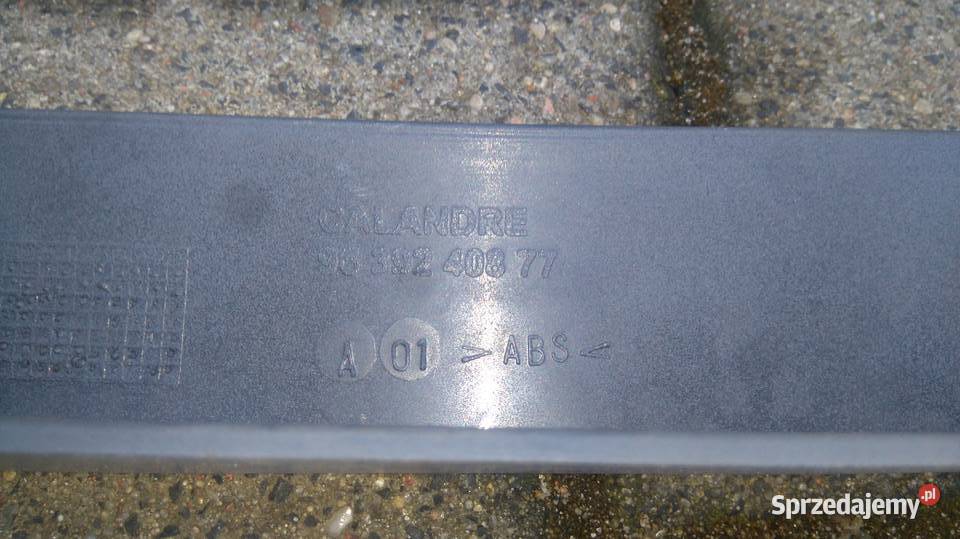 CALANDRE
96 392 408 77
A 01 >ABS<
Sprzedajemy.pl